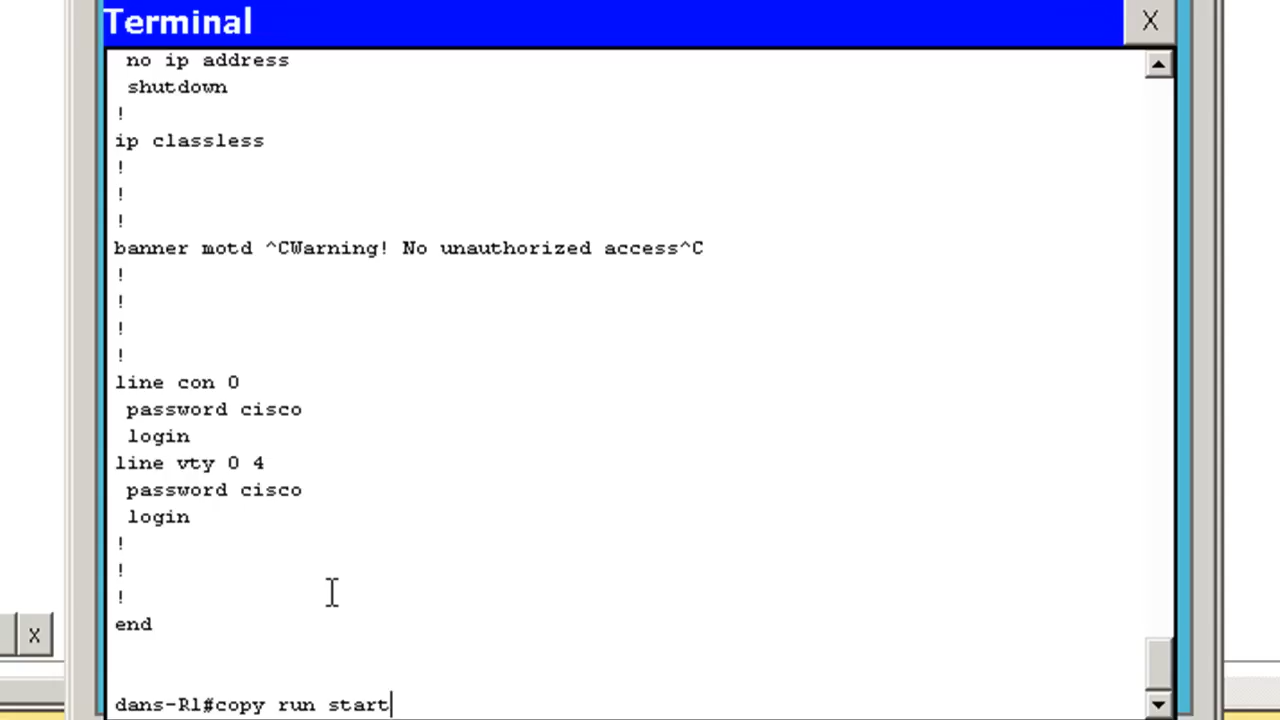 Terminal
X
no ip address
shutdown
!
ip classless
!
!
!
banner motd ^CWarning! No unauthorized access^C
!
!
!
!
line con 0
password cisco
login
line vty 0 4
password cisco
login
!
!
!
end
X
dans-R1#copy run start